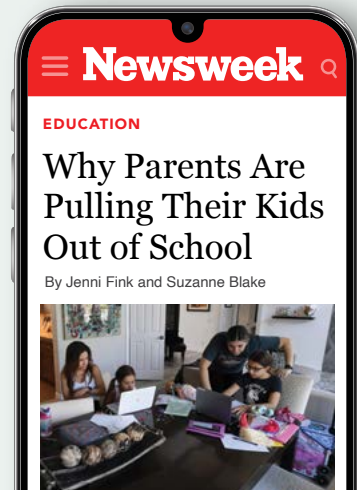 Newsweek
EDUCATION
Why Parents Are
Pulling Their Kids
Out of School
By Jenni Fink and Suzanne Blake